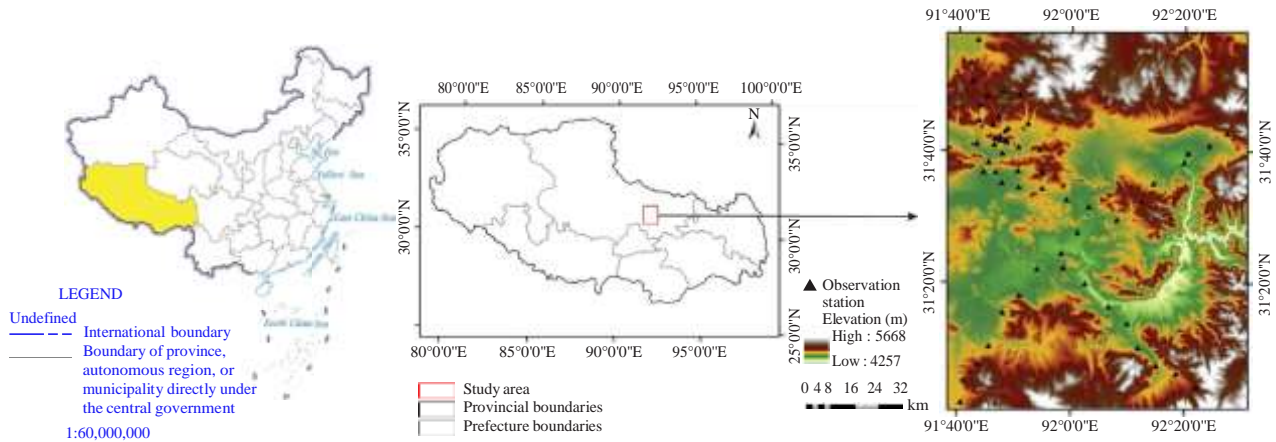 Yellow Sea
East China Sea
South China Sea
LEGEND
Undefined
International boundary
Boundary of province,
autonomous region, or
municipality directly under
the central government
1:60,000,000
80°0'0"E 85°0'0"E 90°0'0"E 95°0'0"E 100°0'0"E
N
35°0'0"N
30°0'0"N
35°0'0"N
30°0'0"N
25°0'0"N
80°0'0"E 85°0'0"E 90°0'0"E 95°0'0"E
Study area
Provincial boundaries
Prefecture boundaries
Observation
station
Elevation (m)
High : 5668
Low : 4257
0 4 8 16 24 32
km
91°40'0"E 92°0'0"E 92°20'0"E
31°40'0"N
31°20'0"N
31°40'0"N
31°20'0"N
91°40'0"E 92°0'0"E 92°20'0"E